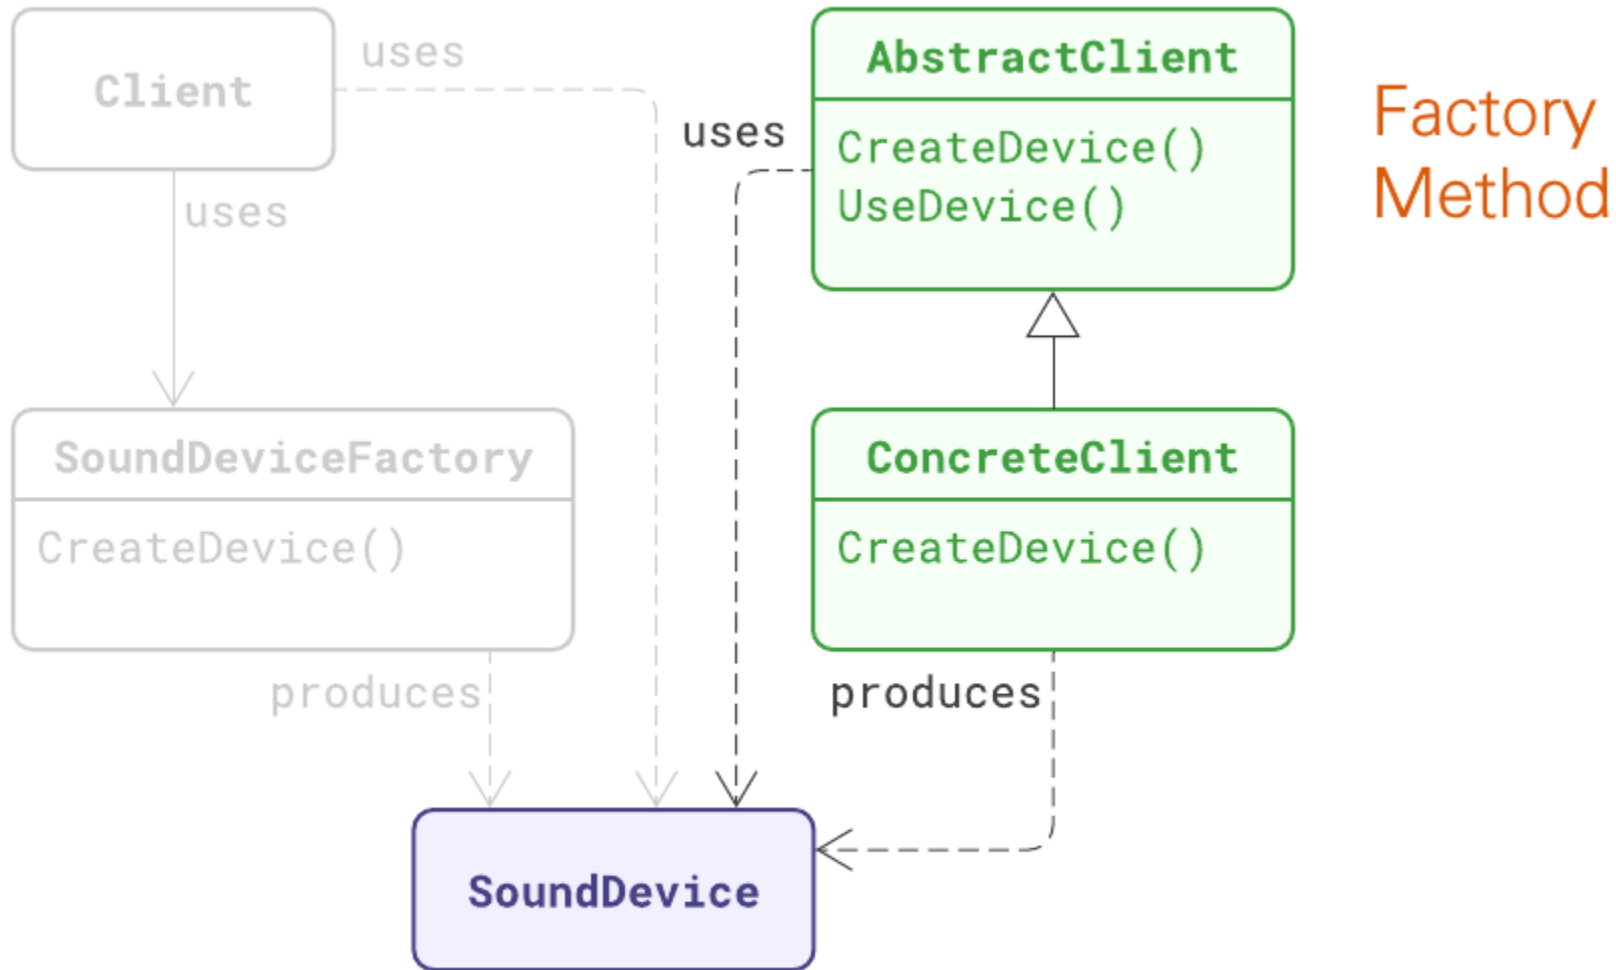 Client
uses
uses
SoundDeviceFactory
CreateDevice()
produces
AbstractClient
CreateDevice()
UseDevice()
uses
ConcreteClient
CreateDevice()
produces
SoundDevice
Factory
Method